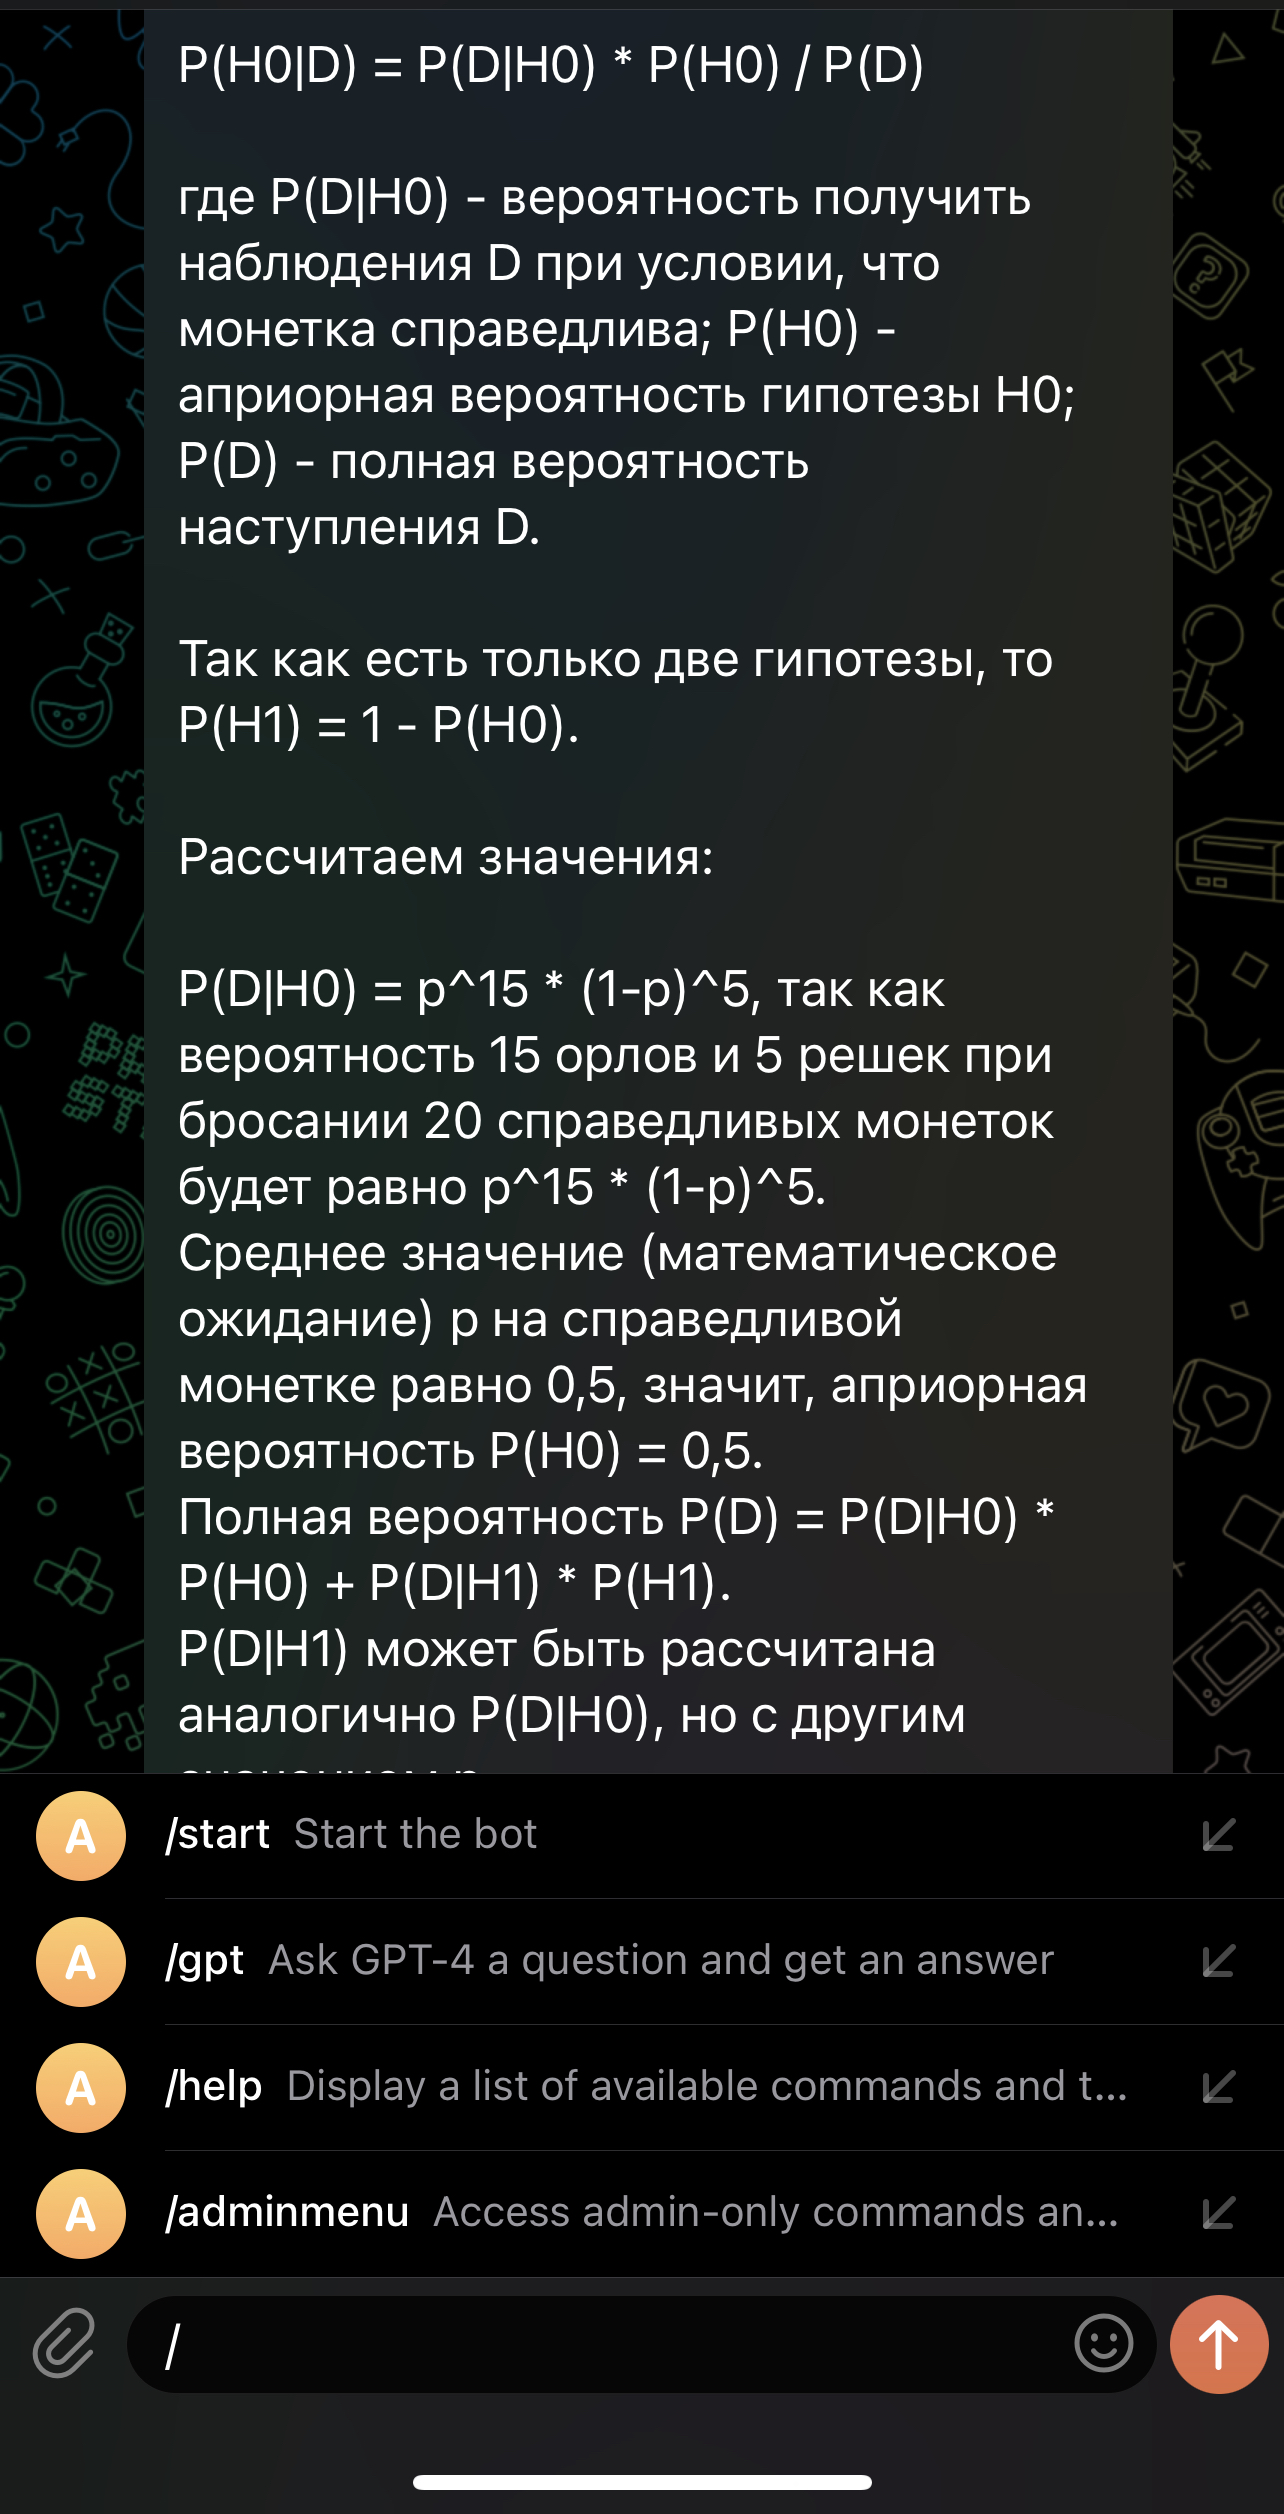 P(H0|D) = P(D|H0) * P(H0) / P(D)
где P(D|H0) - вероятность получить
наблюдения D при условии, что
монетка справедлива; P(H0) -
априорная вероятность гипотезы H0;
P(D) - полная вероятность
наступления D.
Так как есть только две гипотезы, то
P(H1) = 1 - P(H0).
Рассчитаем значения:
P(D|H0) = p^15 * (1-p)^5, так как
вероятность 15 орлов и 5 решек при
бросании 20 справедливых монеток
будет равно p^15 * (1-p)^5.
Среднее значение (математическое
ожидание) p на справедливой
монетке равно 0,5, значит, априорная
вероятность P(H0) = 0,5.
Полная вероятность P(D) = P(D|H0) *
P(H0) + P(D|H1) * P(H1).
P(D|H1) может быть рассчитана
аналогично P(D|H0), но с другим
A /start Start the bot
A /gpt Ask GPT-4 a question and get an answer
A /help Display a list of available commands and t...
A /adminmenu Access admin-only commands an...
/